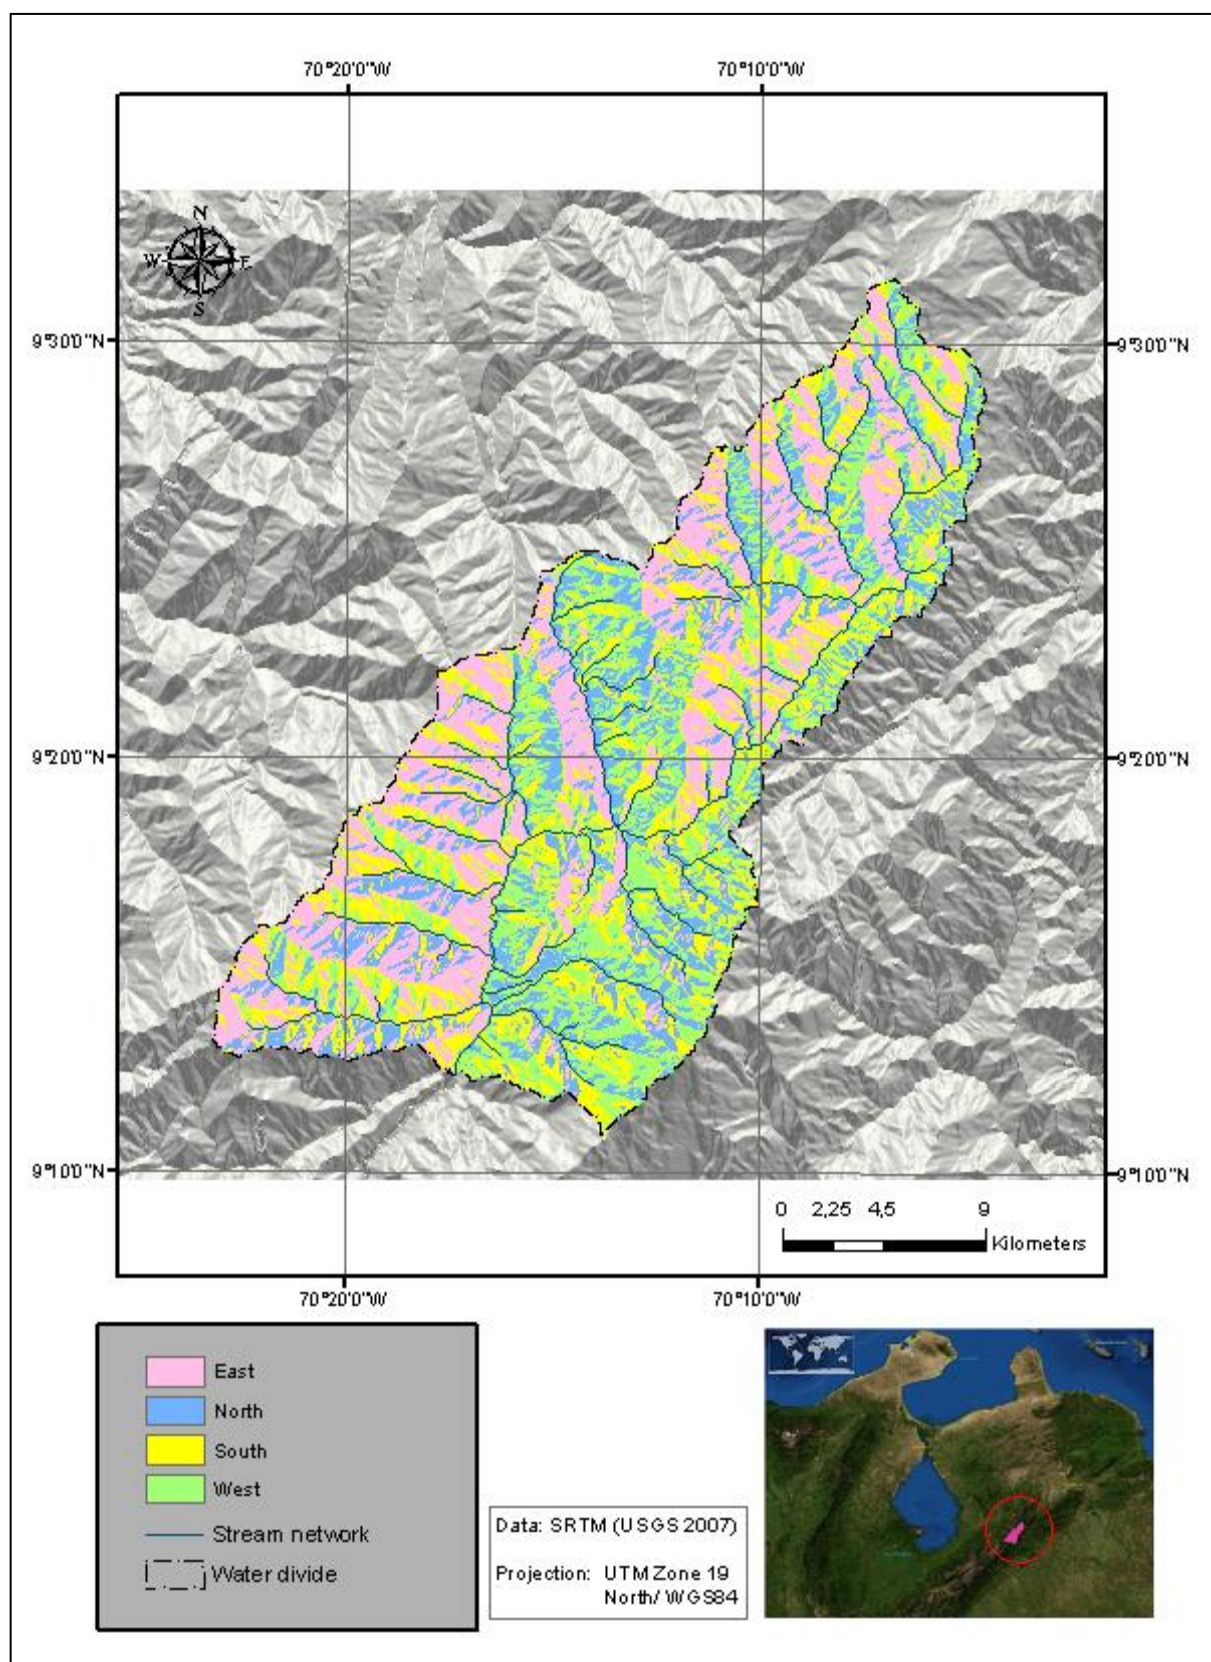 70°20'0"W 70°10'0"W
N
W E
S
9°30'0"N 9°30'0"N
9°20'0"N 9°20'0"N
9°10'0"N 9°10'0"N
0 2,25 4,5 9
Kilometers
70°20'0"W 70°10'0"W
East
North
South
West
Stream network
Water divide
Data: SRTM (USGS 2007)
Projection: UTM Zone 19
North/ WGS84